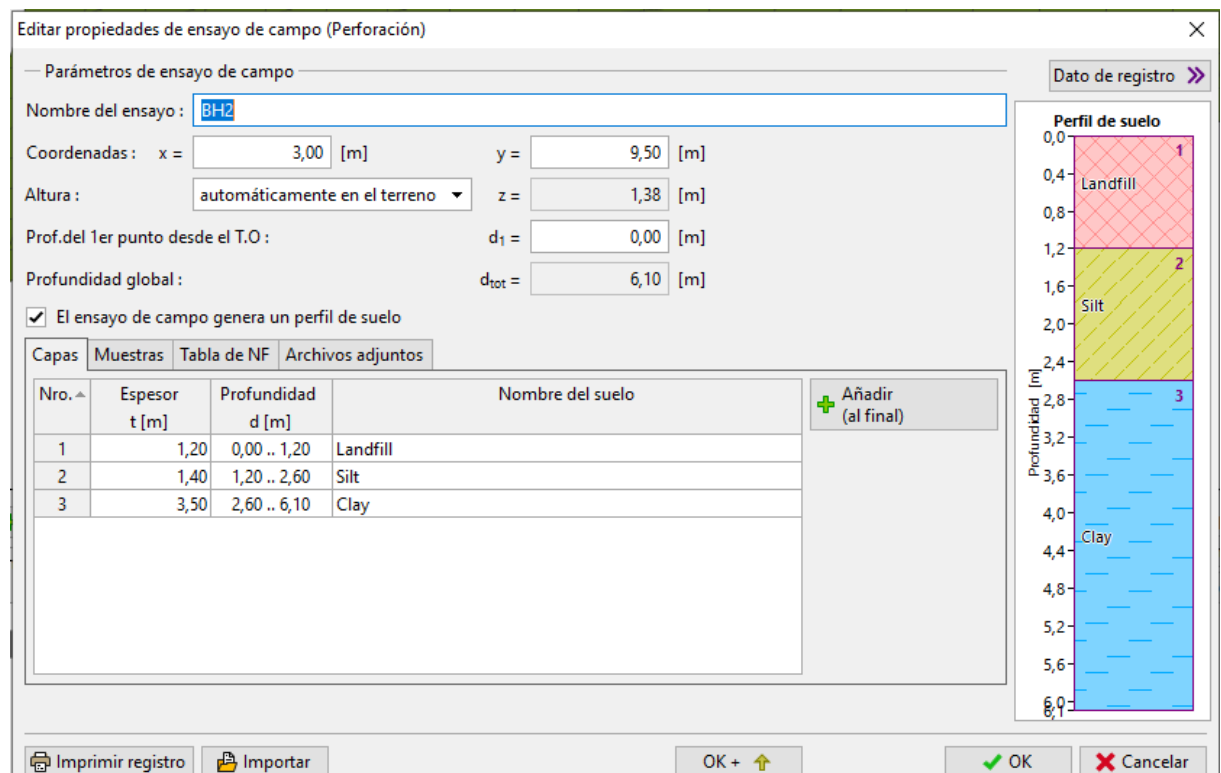 Editar propiedades de ensayo de campo (Perforación)
Parámetros de ensayo de campo
Dato de registro
Nombre del ensayo : BH2
Coordenadas : x = 3,00 [m] y = 9,50 [m]
Altura : automáticamente en el terreno z = 1,38 [m]
Prof.del 1er punto desde el T.O : d1 = 0,00 [m]
Profundidad global : dtot = 6,10 [m]
El ensayo de campo genera un perfil de suelo
Capas Muestras Tabla de NF Archivos adjuntos
Nro. Espesor Profundidad Nombre del suelo
t [m] d [m]
1 1,20 0,00 .. 1,20 Landfill
2 1,40 1,20 .. 2,60 Silt
3 3,50 2,60 .. 6,10 Clay
Añadir
(al final)
Perfil de suelo
0,0
1
0,4
Landfill
0,8
1,2
2
1,6
Silt
2,0
2,4
Profundidad [m]
2,8
3
3,2
3,6
4,0
Clay
4,4
4,8
5,2
5,6
6,0
6,1
Imprimir registro Importar OK + OK Cancelar